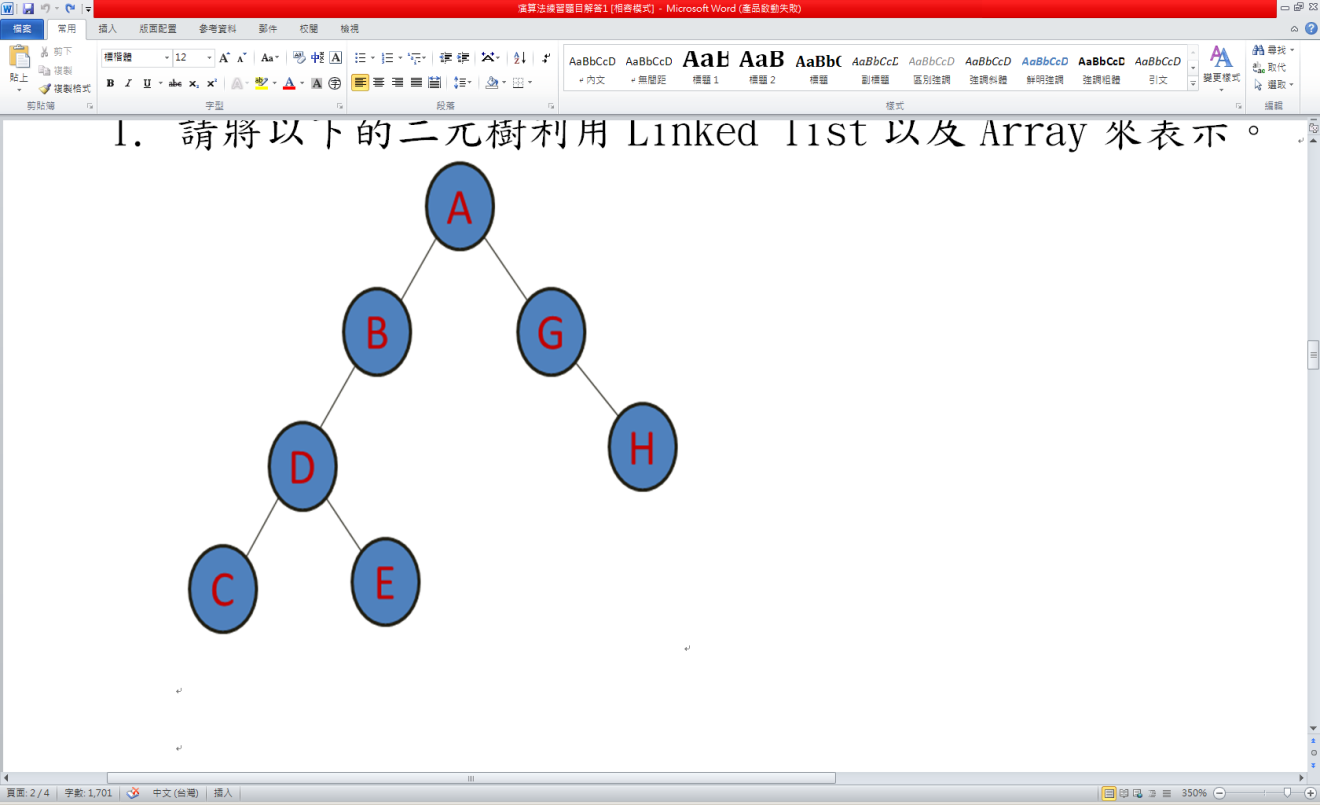 演算法練習題目解答1 [相容模式] - Microsoft Word (產品啟動失敗)
檔案 常用 插入 版面配置 參考資料 郵件 校閱 檢視
貼上 剪下 複製 複製格式 剪貼簿
標楷體 12 字型
段落
AaBbCcD AaBbCcD AaB AaB AaBb( AaBbCcD AaBbCcD AaBbCcD AaBbCcD AaBbCcD AaBbCcD
內文 無間距 標題 1 標題 2 標題 副標題 區別強調 強調斜體 鮮明強調 強調粗體 引文
樣式
變更樣式
尋找 取代 選取 編輯
1. 請將以下的二元樹利用 Linked list 以及 Array 來表示。
A
B G
D H
C E
頁面: 2 / 4 字數: 1,701 中文 (台灣) 插入 350%